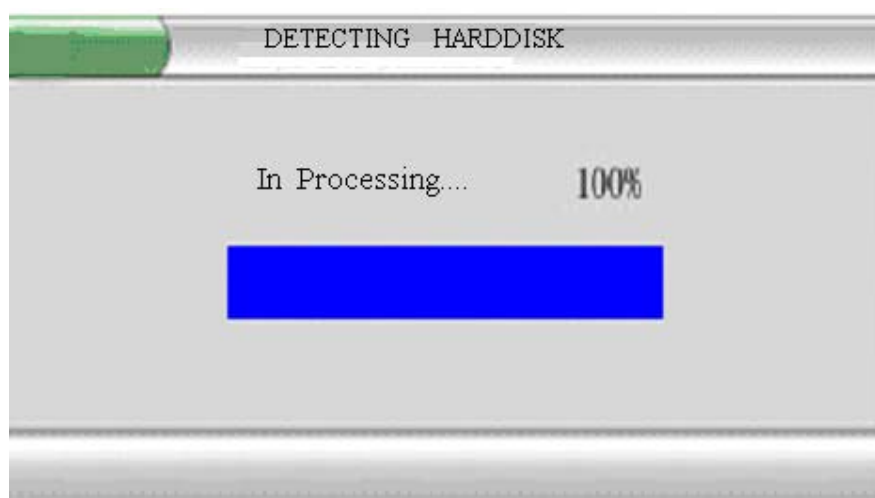 DETECTING HARDDISK
In Processing.... 100%